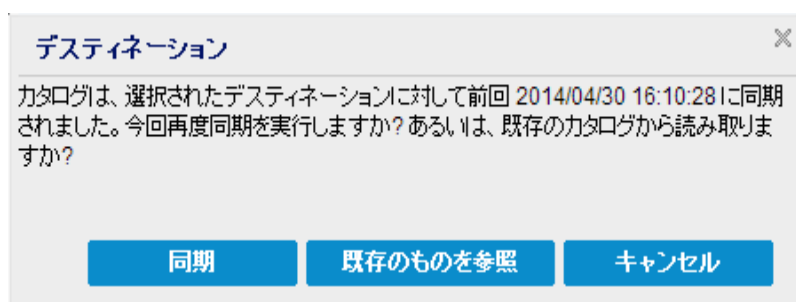 デスティネーション
カタログは、選択されたデスティネーションに対して前回 2014/04/30 16:10:28 に同期
されました。今回再度同期を実行しますか? あるいは、既存のカタログから読み取りま
すか?
同期 既存のものを参照 キャンセル